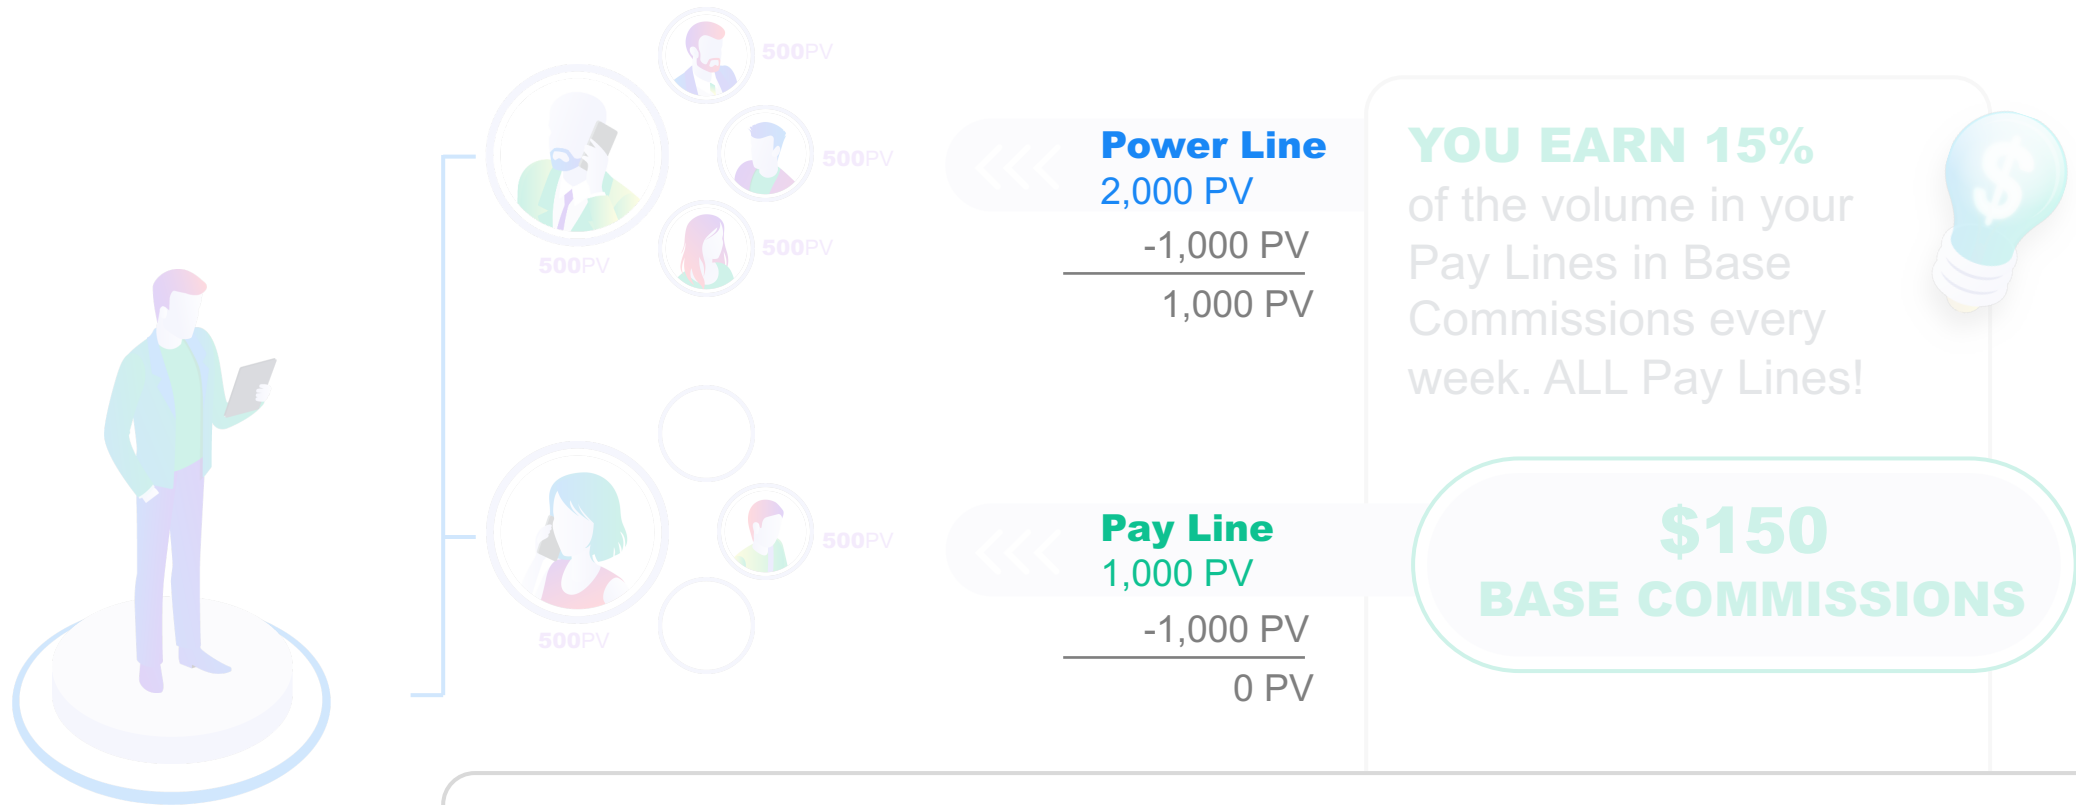 500PV
500PV
500PV
500PV
Power Line
2,000 PV
-1,000 PV
1,000 PV
YOU EARN 15%
of the volume in your
Pay Lines in Base
Commissions every
week. ALL Pay Lines!
$
500PV
500PV
Pay Line
1,000 PV
-1,000 PV
0 PV
$150
BASE COMMISSIONS